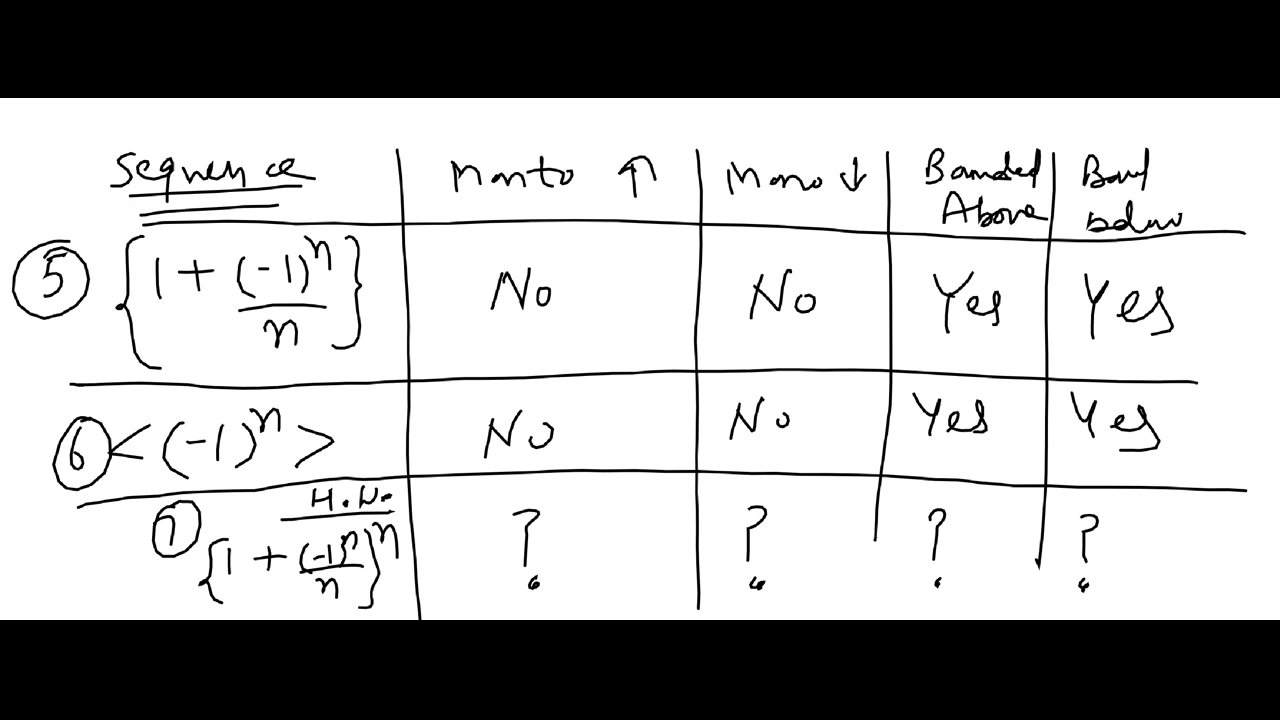 Sequence Monto ↑ Mono ↓ Bounded Above Boud below
⑤ {1 + (-1)^n/n} No No Yes Yes
⑥ <(-1)^n> No No Yes Yes
H.W.
⑦ {1 + (-1)^n/n}^n ? ? ? ?